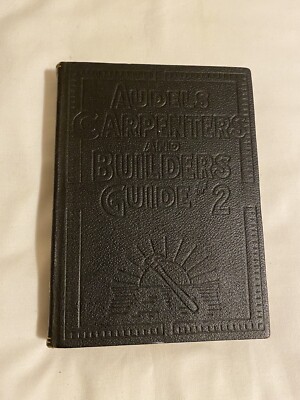 AUDELS
CARPENTERS
AND
BUILDERS
GUIDE #2